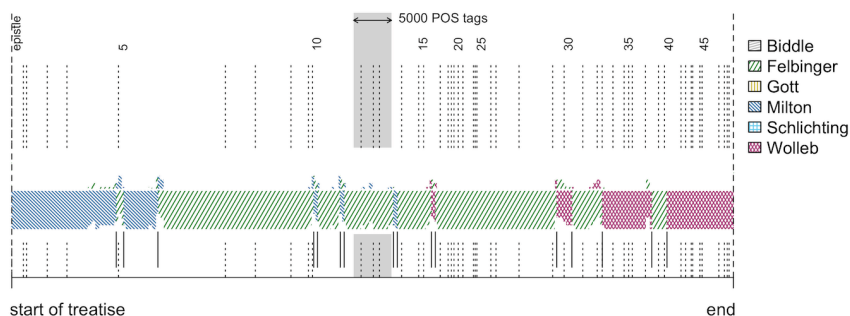 epistle
5
10
5000 POS tags
15
20
25
30
35
40
45
Biddle
Felbinger
Gott
Milton
Schlichting
Wolleb
start of treatise
end